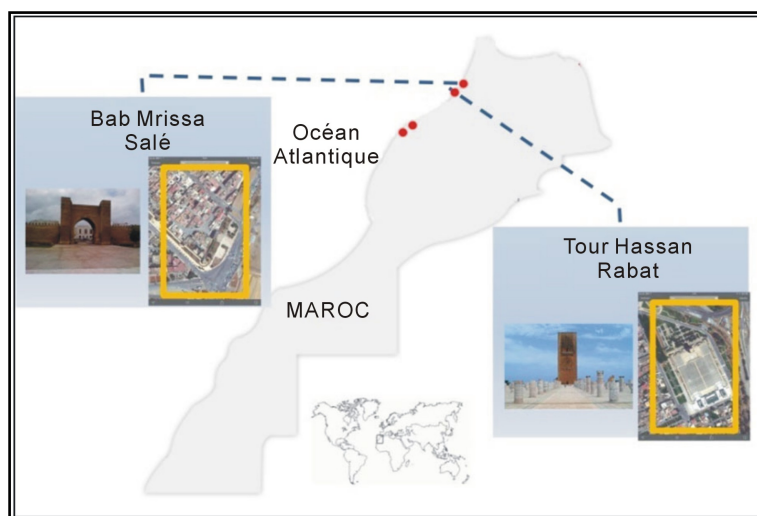 Bab Mrissa
Salé
Océan
Atlantique
Tour Hassan
Rabat
MAROC